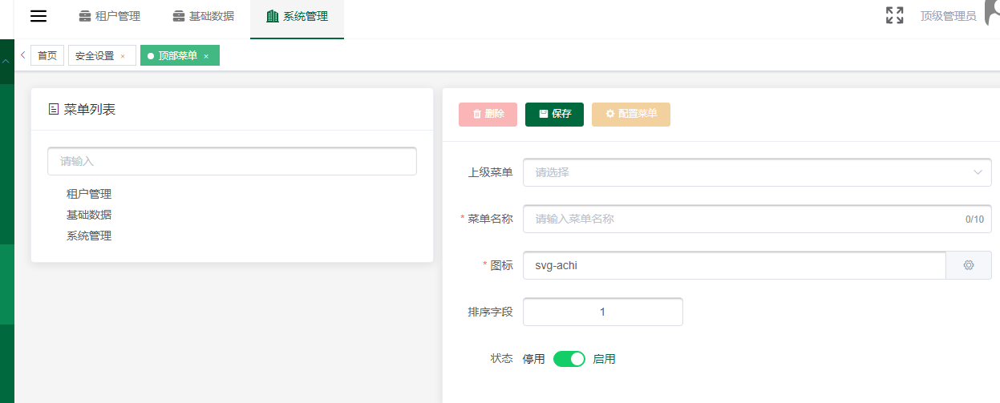 租户管理 基础数据 系统管理 顶级管理员
首页 安全设置 × 顶部菜单 ×
菜单列表
请输入
租户管理
基础数据
系统管理
删除 保存 配置菜单
上级菜单 请选择
* 菜单名称 请输入菜单名称 0/10
* 图标 svg-achi
排序字段 1
状态 停用 启用